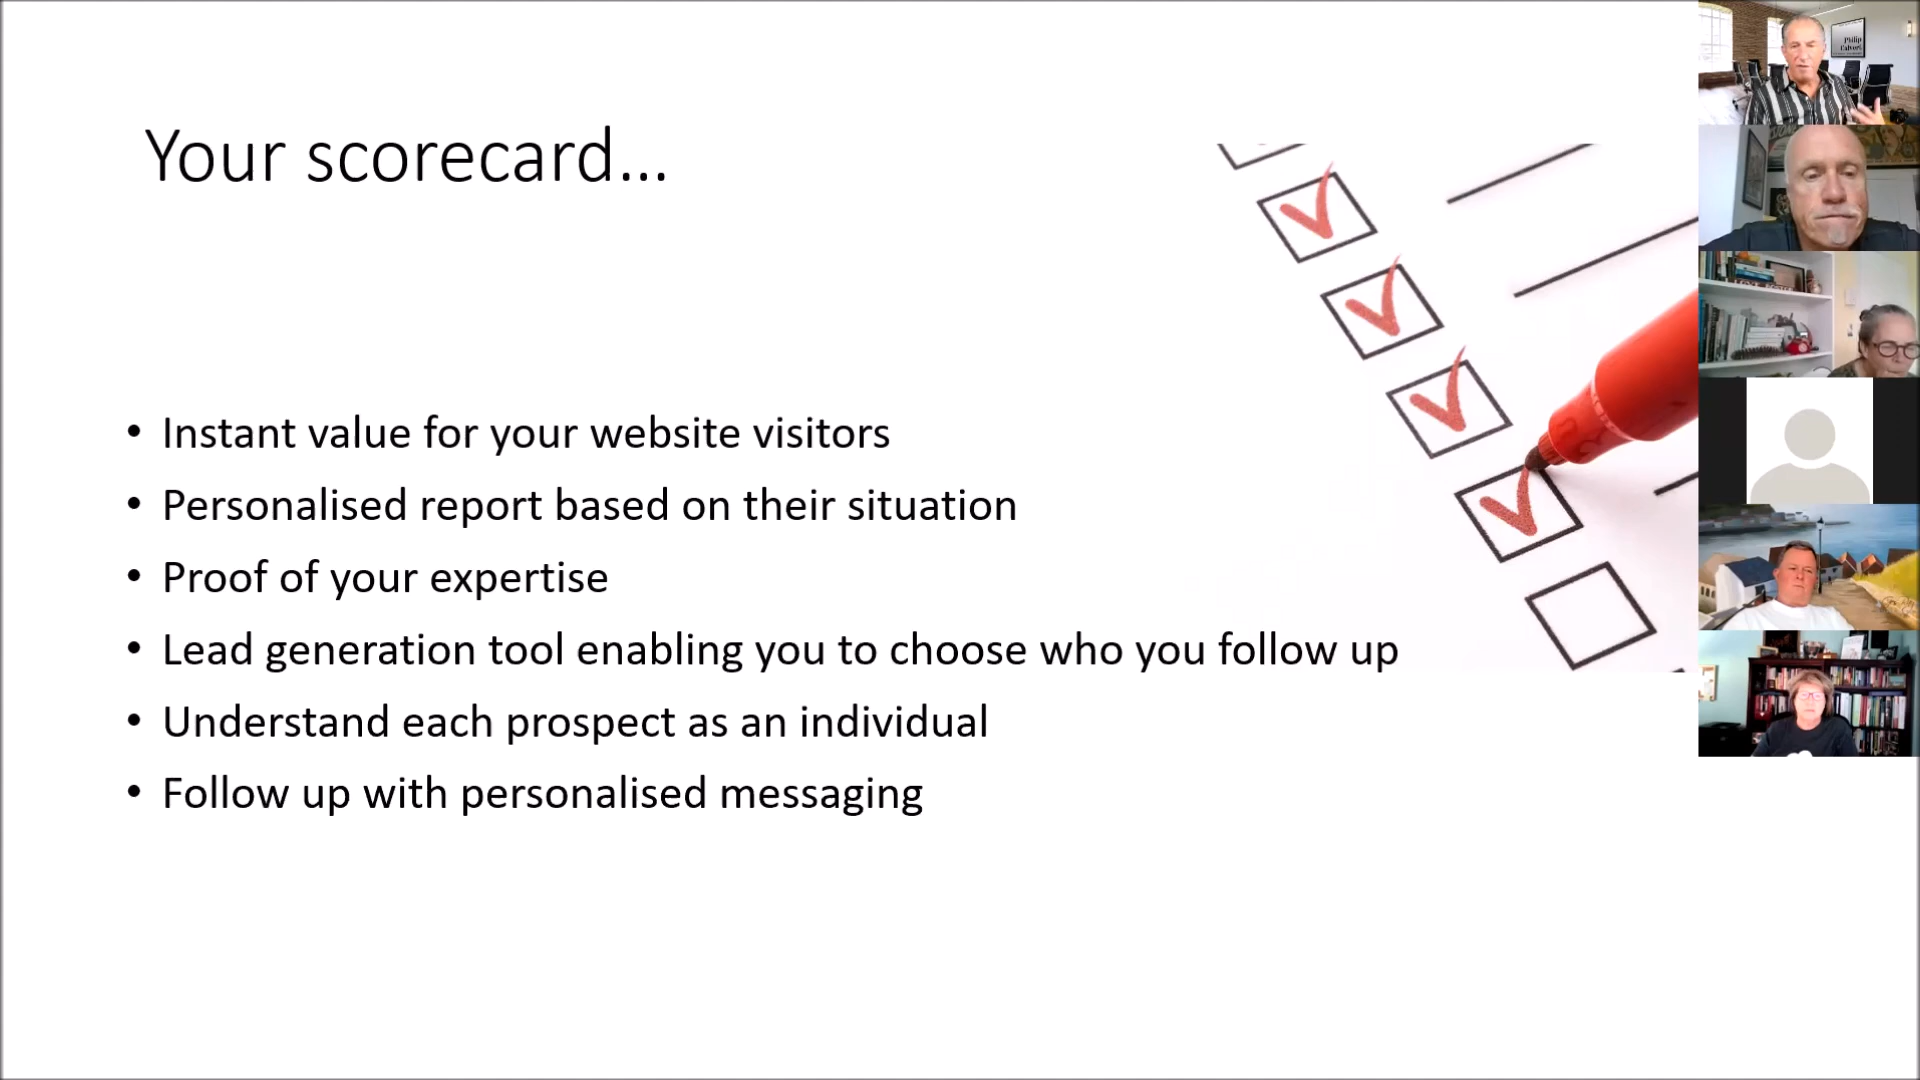 Your scorecard...
• Instant value for your website visitors
• Personalised report based on their situation
• Proof of your expertise
• Lead generation tool enabling you to choose who you follow up
• Understand each prospect as an individual
• Follow up with personalised messaging
Philip
Calvert